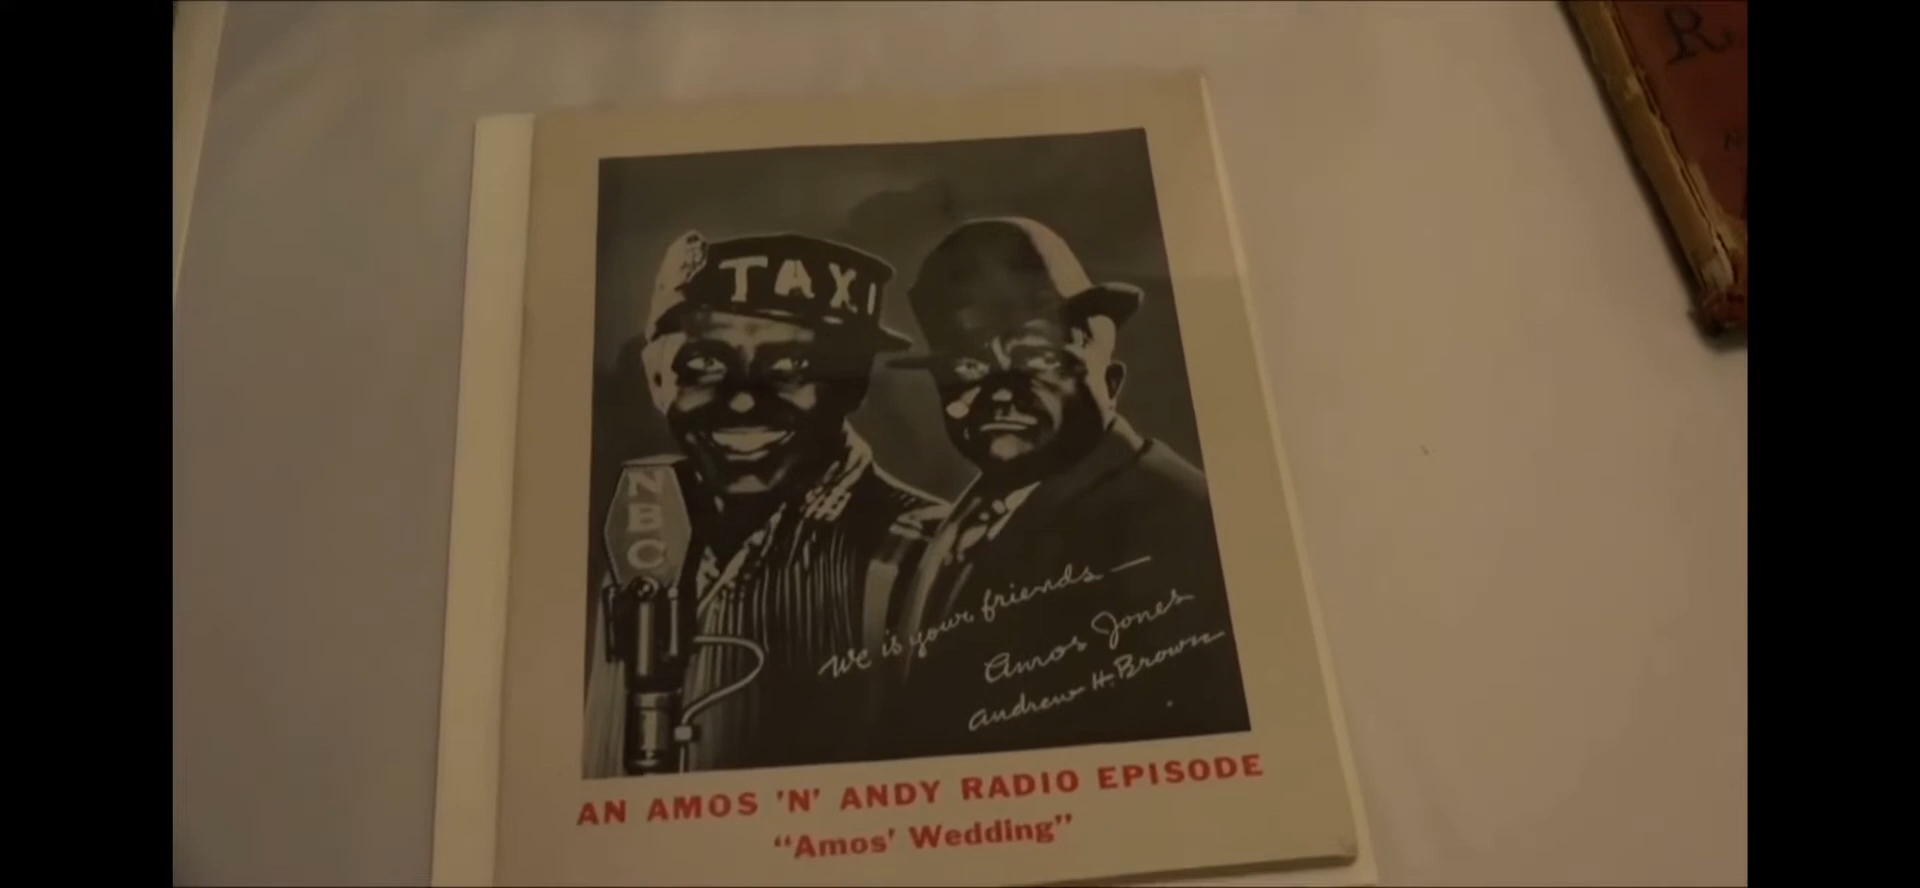 R
TAXI
NBC
We is your friends —
Amos Jones
Andrew H. Brown
AN AMOS 'N' ANDY RADIO EPISODE
"Amos' Wedding"